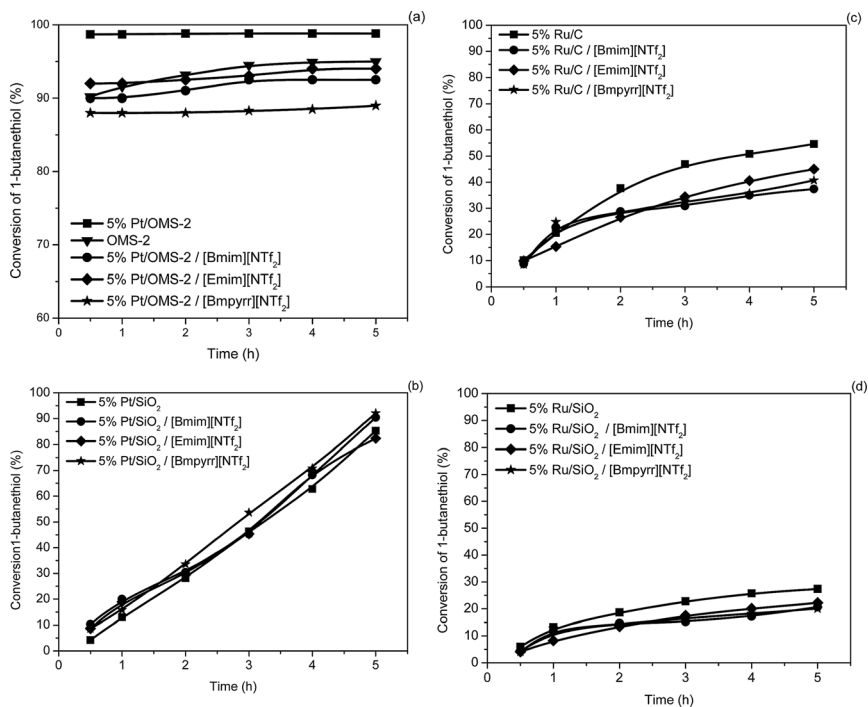 (a)
100
90
80
70
60
Conversion of 1-butanethiol (%)
5% Pt/OMS-2
OMS-2
5% Pt/OMS-2 / [Bmim][NTf2]
5% Pt/OMS-2 / [Emim][NTf2]
5% Pt/OMS-2 / [Bmpyrr][NTf2]
0 1 2 3 4 5
Time (h)
(c)
100
90
80
70
60
50
40
30
20
10
0
Conversion of 1-butanethiol (%)
5% Ru/C
5% Ru/C / [Bmim][NTf2]
5% Ru/C / [Emim][NTf2]
5% Ru/C / [Bmpyrr][NTf2]
0 1 2 3 4 5
Time (h)
(b)
100
90
80
70
60
50
40
30
20
10
0
Conversion1-butanethiol (%)
5% Pt/SiO2
5% Pt/SiO2 / [Bmim][NTf2]
5% Pt/SiO2 / [Emim][NTf2]
5% Pt/SiO2 / [Bmpyrr][NTf2]
0 1 2 3 4 5
Time (h)
(d)
100
90
80
70
60
50
40
30
20
10
0
Conversion of 1-butanethiol (%)
5% Ru/SiO2
5% Ru/SiO2 / [Bmim][NTf2]
5% Ru/SiO2 / [Emim][NTf2]
5% Ru/SiO2 / [Bmpyrr][NTf2]
0 1 2 3 4 5
Time (h)